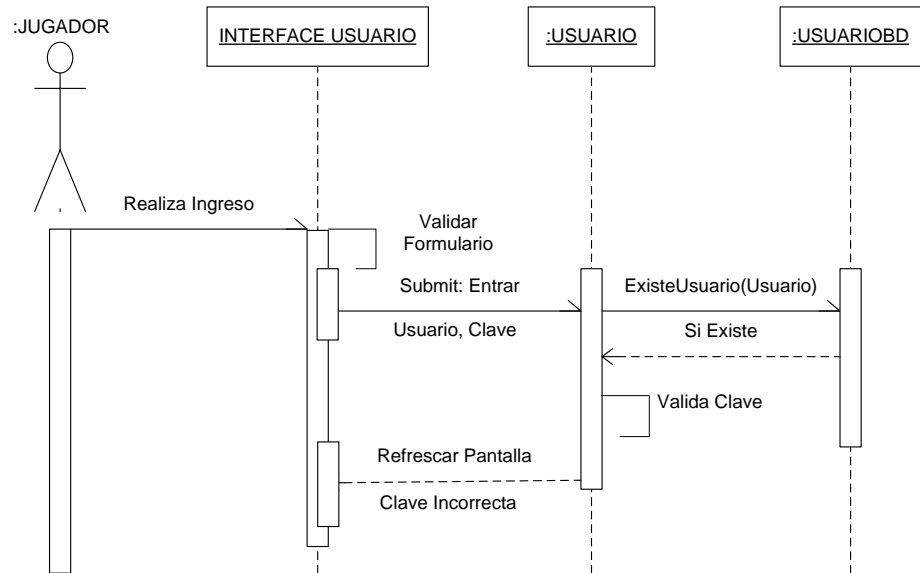 :JUGADOR
INTERFACE USUARIO
:USUARIO
:USUARIOBD
Realiza Ingreso
Validar
Formulario
Submit: Entrar
Usuario, Clave
ExisteUsuario(Usuario)
Si Existe
Valida Clave
Refrescar Pantalla
Clave Incorrecta